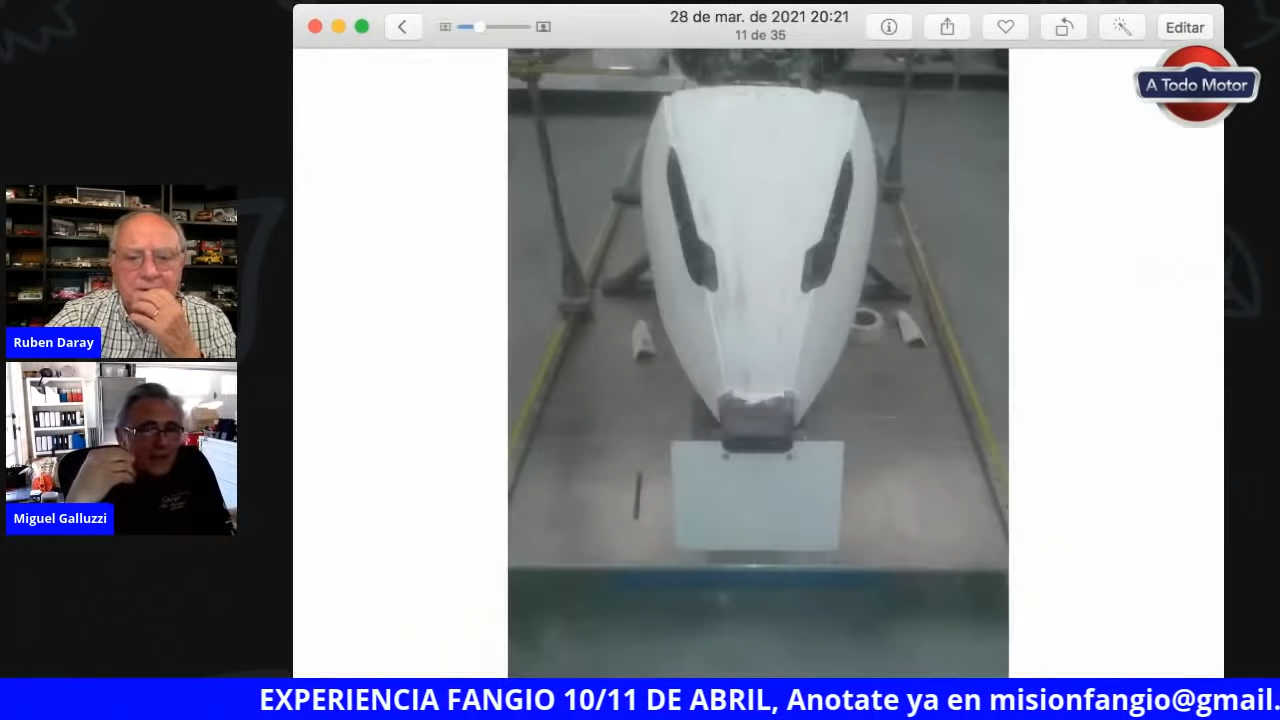 28 de mar. de 2021 20:21
11 de 35
Editar
A Todo Motor
Ruben Daray
Miguel Galluzzi
EXPERIENCIA FANGIO 10/11 DE ABRIL, Anotate ya en misionfangio@gmail.